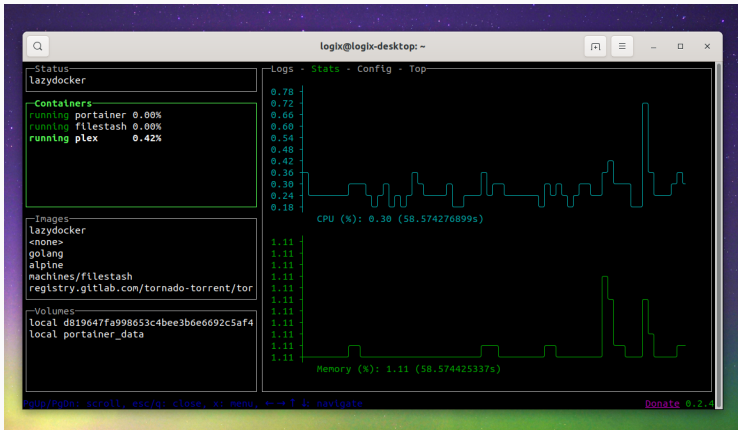 logix@logix-desktop: ~
Status
lazydocker
Containers
running portainer 0.00%
running filestash 0.00%
running plex 0.42%
Images
lazydocker
<none>
golang
alpine
machines/filestash
registry.gitlab.com/tornado-torrent/tor
Volumes
local d819647fa998653c4bee3b6e6692c5af4
local portainer_data
Logs - Stats - Config - Top
0.78
0.72
0.66
0.60
0.54
0.48
0.42
0.36
0.30
0.24
0.18
CPU (%): 0.30 (58.574276899s)
1.11
1.11
1.11
1.11
1.11
1.11
1.11
1.11
1.11
1.11
1.11
Memory (%): 1.11 (58.574425337s)
PgUp/PgDn: scroll, esc/q: close, x: menu, ← → ↑ ↓: navigate
Donate 0.2.4